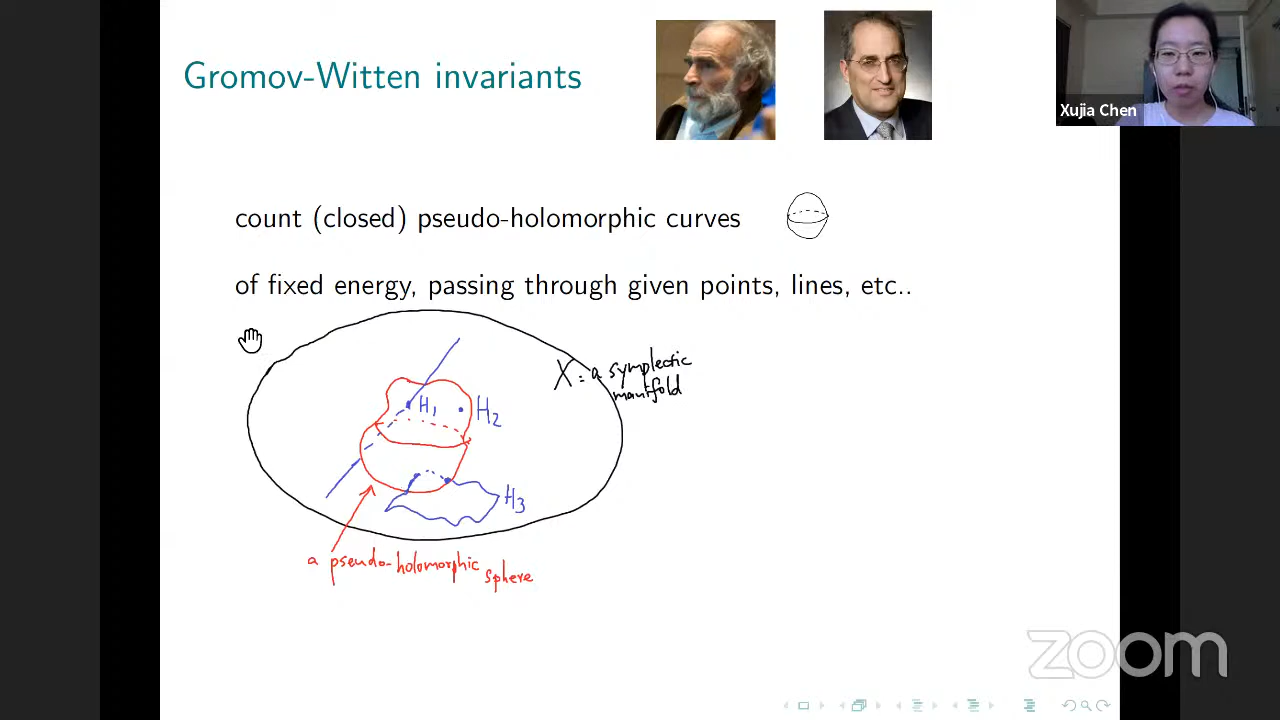 Gromov-Witten invariants
Xujia Chen
count (closed) pseudo-holomorphic curves
of fixed energy, passing through given points, lines, etc..
X = a symplectic
manifold
H1
H2
H3
a pseudo-holomorphic
sphere
zoom